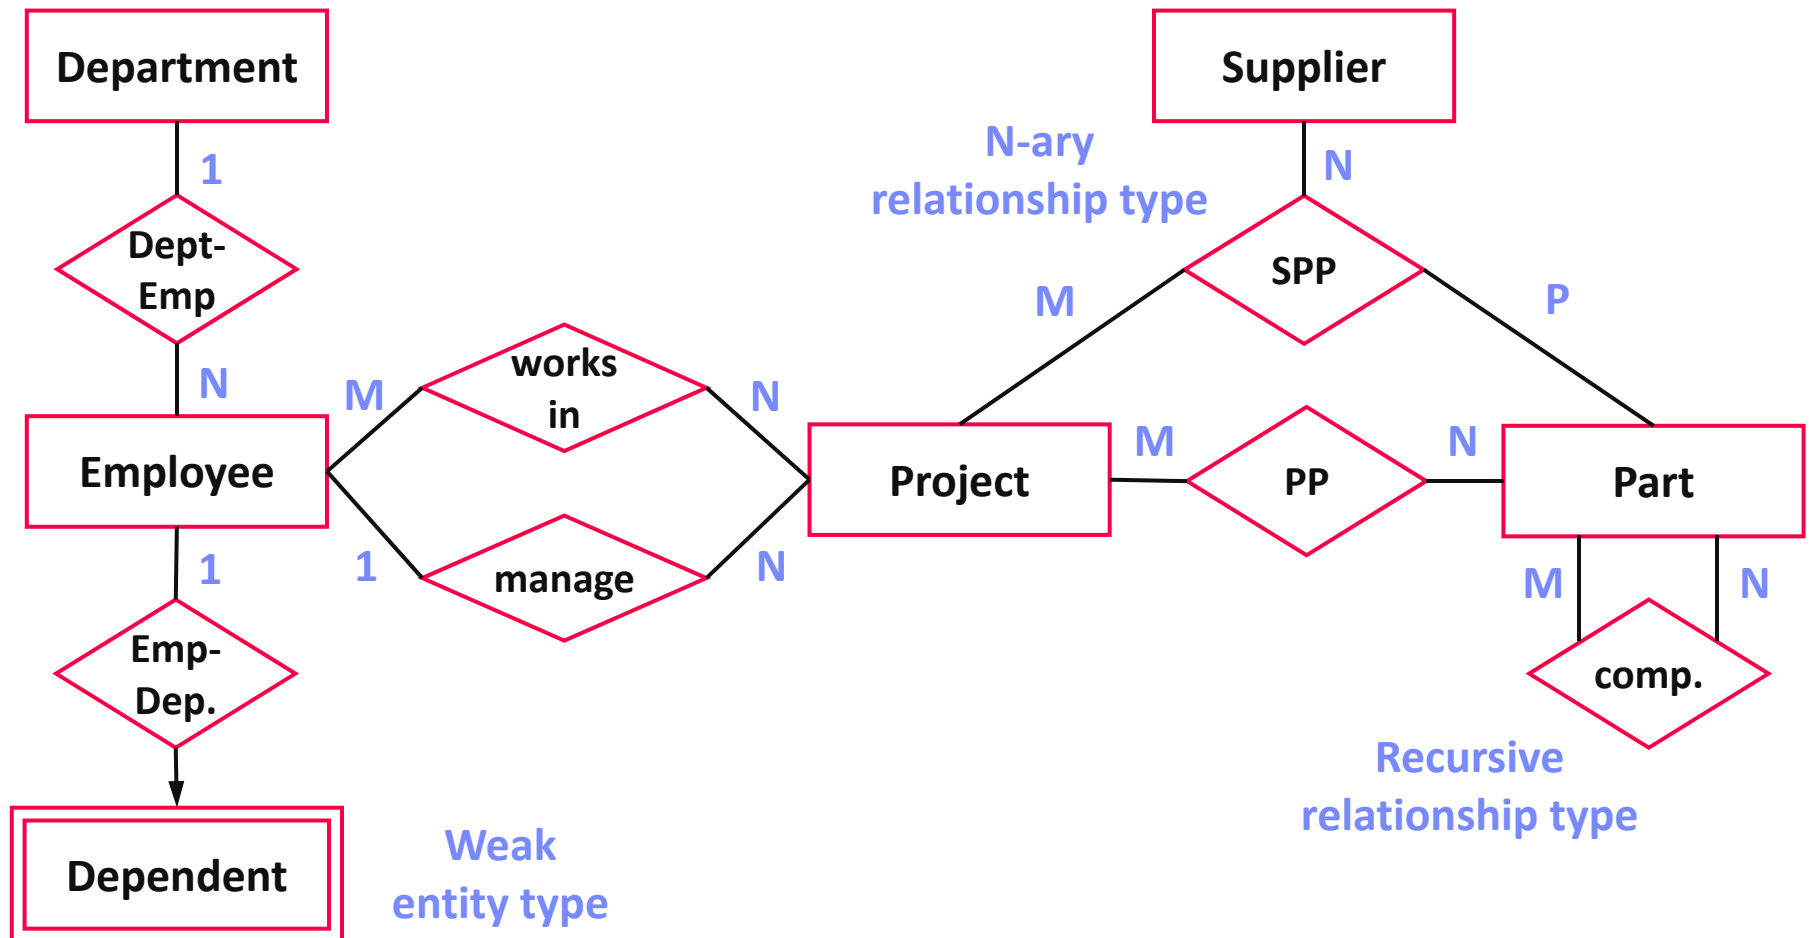 Department
Supplier
N-ary
relationship type
1
N
Dept-
Emp
SPP
M
P
N
M
works
in
N
Employee
Project
M
PP
N
Part
1
manage
N
1
M
N
Emp-
Dep.
comp.
Recursive
relationship type
Dependent
Weak
entity type